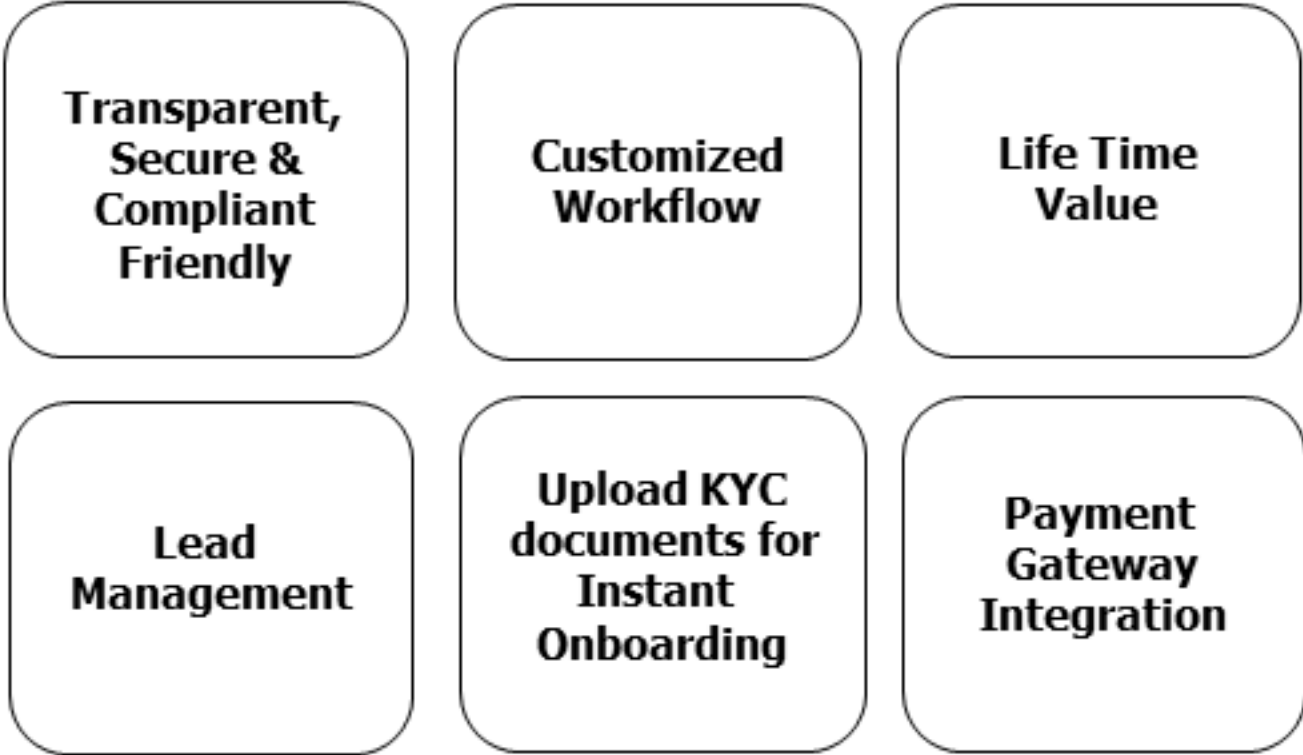 Transparent,
Secure &
Compliant
Friendly
Customized
Workflow
Life Time
Value
Lead
Management
Upload KYC
documents for
Instant
Onboarding
Payment
Gateway
Integration